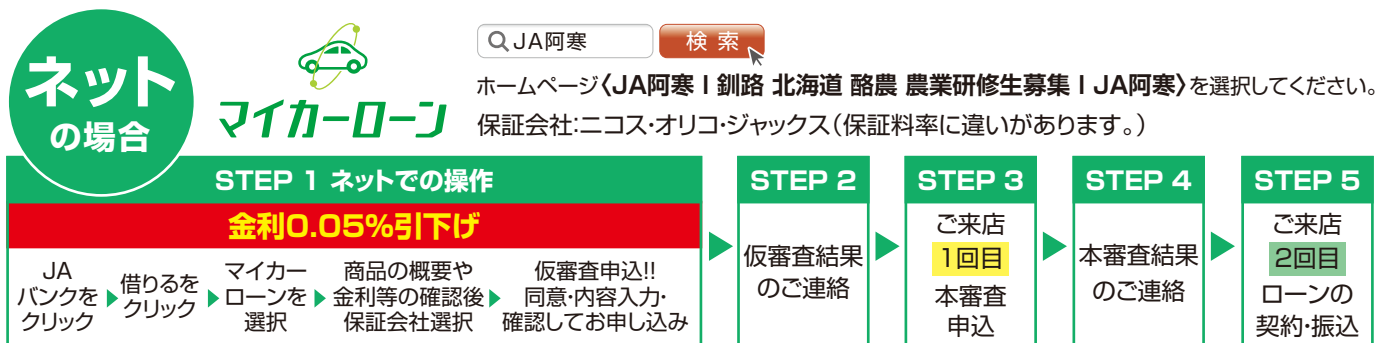 ネット
の場合
マイカーローン
JA阿寒
検索
ホームページ〈JA阿寒 | 釧路 北海道 酪農 農業研修生募集 | JA阿寒〉を選択してください。
保証会社:ニコス・オリコ・ジャックス(保証料率に違いがあります。)
STEP 1 ネットでの操作
金利0.05%引下げ
JA
バンクを
クリック
借りるを
クリック
マイカー
ローンを
選択
商品の概要や
金利等の確認後
保証会社選択
仮審査申込!!
同意・内容入力・
確認してお申し込み
STEP 2
仮審査結果
のご連絡
STEP 3
ご来店
1回目
本審査
申込
STEP 4
本審査結果
のご連絡
STEP 5
ご来店
2回目
ローンの
契約・振込